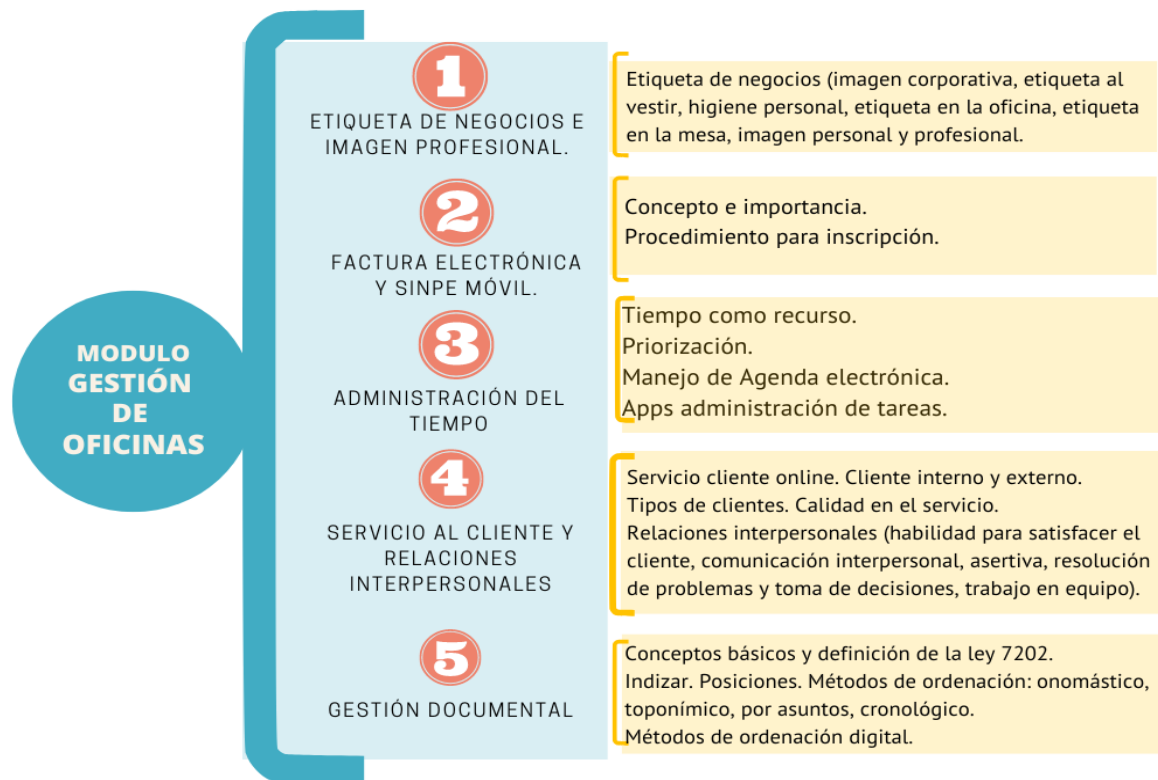 MODULO
GESTIÓN
DE
OFICINAS
1
ETIQUETA DE NEGOCIOS E
IMAGEN PROFESIONAL.
Etiqueta de negocios (imagen corporativa, etiqueta al
vestir, higiene personal, etiqueta en la oficina, etiqueta
en la mesa, imagen personal y profesional.
2
FACTURA ELECTRÓNICA
Y SINPE MÓVIL.
Concepto e importancia.
Procedimiento para inscripción.
3
ADMINISTRACIÓN DEL
TIEMPO
Tiempo como recurso.
Priorización.
Manejo de Agenda electrónica.
Apps administración de tareas.
4
SERVICIO AL CLIENTE Y
RELACIONES
INTERPERSONALES
Servicio cliente online. Cliente interno y externo.
Tipos de clientes. Calidad en el servicio.
Relaciones interpersonales (habilidad para satisfacer el
cliente, comunicación interpersonal, asertiva, resolución
de problemas y toma de decisiones, trabajo en equipo).
5
GESTIÓN DOCUMENTAL
Conceptos básicos y definición de la ley 7202.
Indizar. Posiciones. Métodos de ordenación: onomástico,
toponímico, por asuntos, cronológico.
Métodos de ordenación digital.